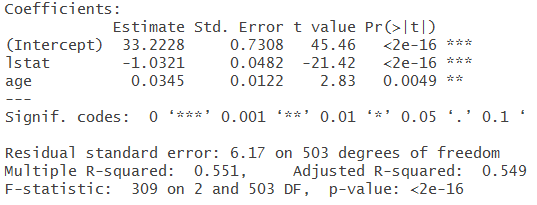 Coefficients:
            Estimate Std. Error t value Pr(>|t|)
(Intercept)  33.2228     0.7308   45.46   <2e-16 ***
lstat        -1.0321     0.0482  -21.42   <2e-16 ***
age           0.0345     0.0122    2.83   0.0049 **
---
Signif. codes:  0 ‘***’ 0.001 ‘**’ 0.01 ‘*’ 0.05 ‘.’ 0.1 ‘
Residual standard error: 6.17 on 503 degrees of freedom
Multiple R-squared:  0.551,     Adjusted R-squared:  0.549
F-statistic:  309 on 2 and 503 DF,  p-value: <2e-16